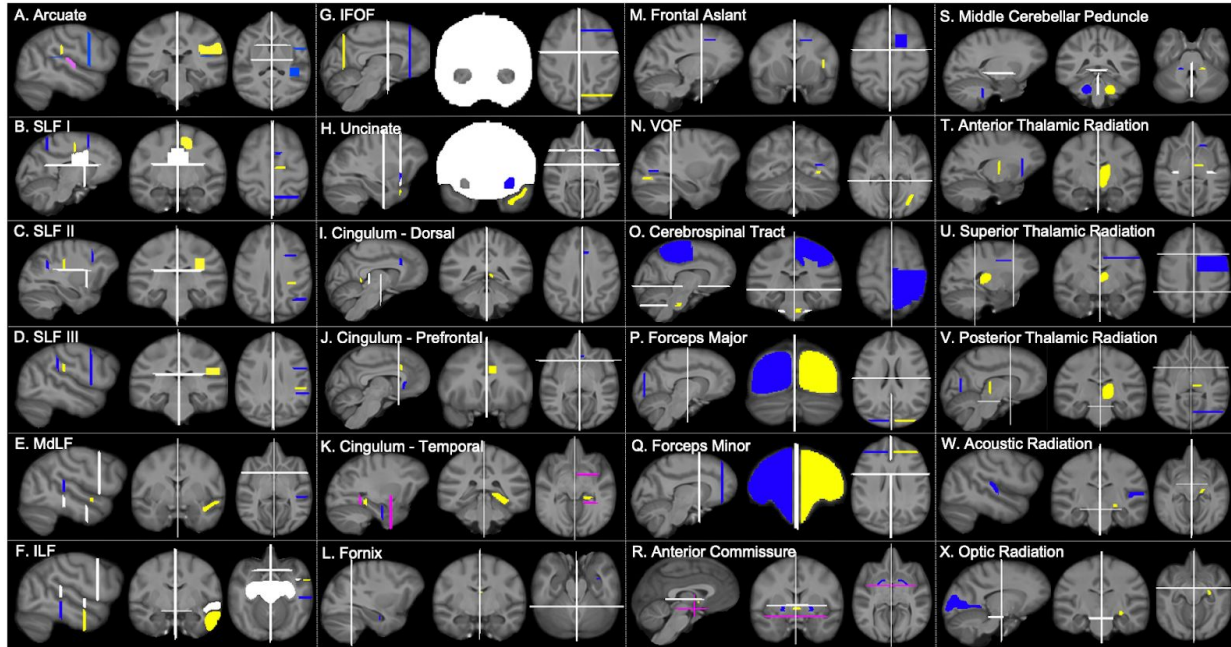 A. Arcuate
B. SLF I
C. SLF II
D. SLF III
E. MdLF
F. ILF
G. IFOF
H. Uncinate
I. Cingulum - Dorsal
J. Cingulum - Prefrontal
K. Cingulum - Temporal
L. Fornix
M. Frontal Aslant
N. VOF
O. Cerebrospinal Tract
P. Forceps Major
Q. Forceps Minor
R. Anterior Commissure
S. Middle Cerebellar Peduncle
T. Anterior Thalamic Radiation
U. Superior Thalamic Radiation
V. Posterior Thalamic Radiation
W. Acoustic Radiation
X. Optic Radiation